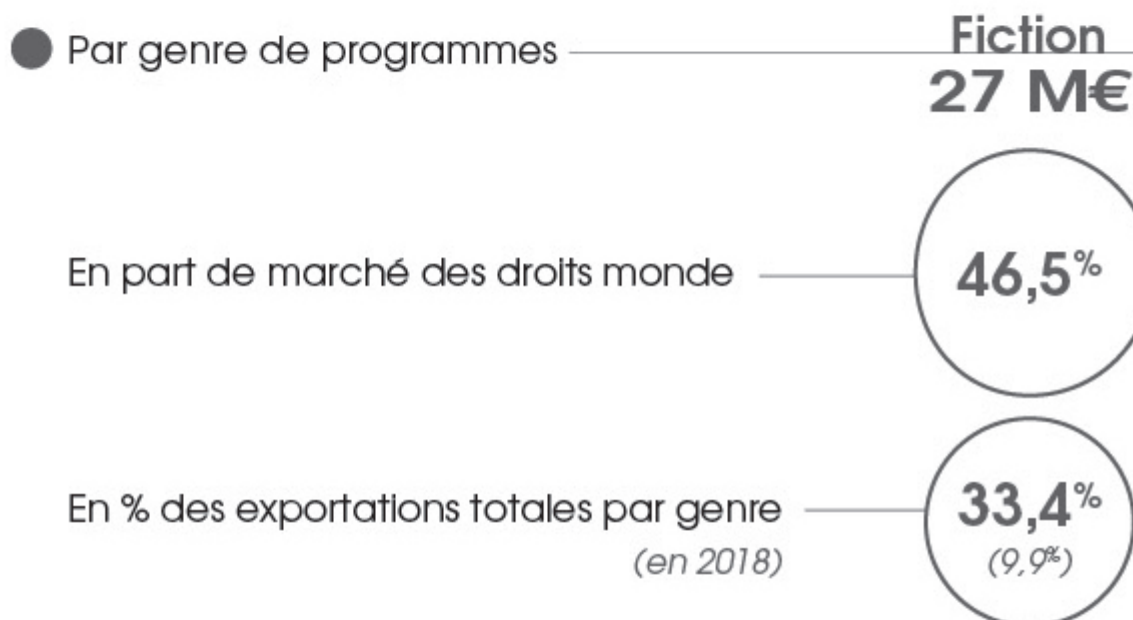 Par genre de programmes
Fiction
27 M€
En part de marché des droits monde
46,5%
En % des exportations totales par genre
(en 2018)
33,4%
(9,9%)